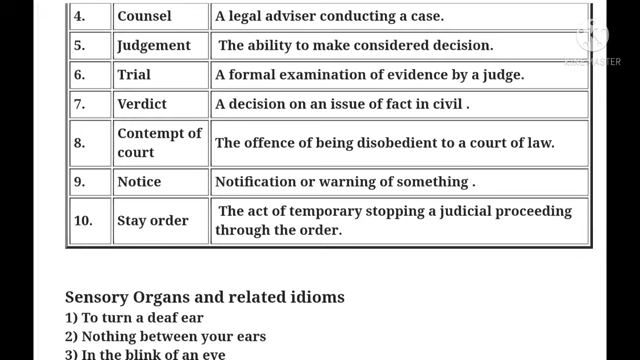 4. Counsel A legal adviser conducting a case.
5. Judgement The ability to make considered decision.
6. Trial A formal examination of evidence by a judge.
7. Verdict A decision on an issue of fact in civil .
8. Contempt of court The offence of being disobedient to a court of law.
9. Notice Notification or warning of something .
10. Stay order The act of temporary stopping a judicial proceeding
through the order.
Sensory Organs and related idioms
1) To turn a deaf ear
2) Nothing between your ears
3) In the blink of an eye
KINEMASTER